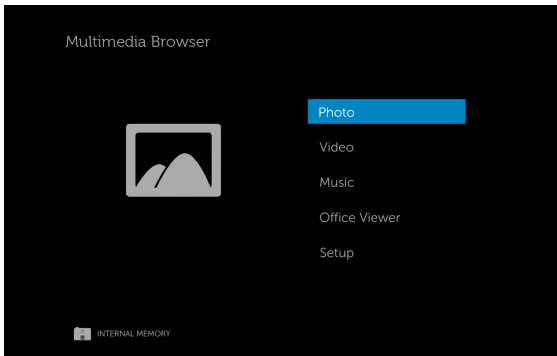 Multimedia Browser
Photo
Video
Music
Office Viewer
Setup
INTERNAL MEMORY